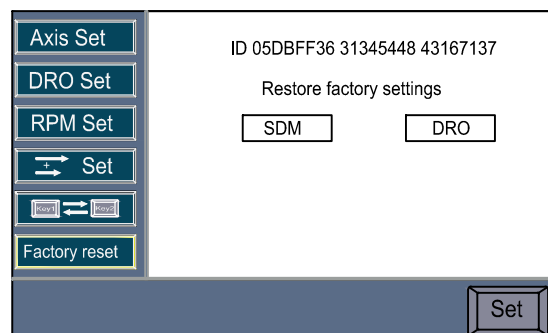 Axis Set
DRO Set
RPM Set
+ Set
Key1 Key2
Factory reset
ID 05DBFF36 31345448 43167137
Restore factory settings
SDM DRO
Set